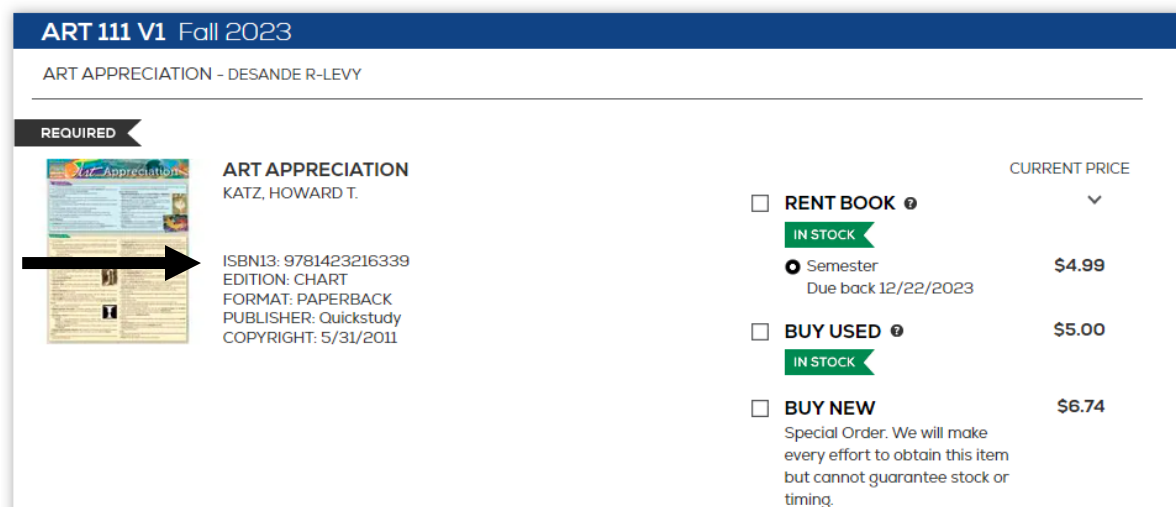 ART 111 V1 Fall 2023
ART APPRECIATION - DESANDE R-LEVY
REQUIRED
Art Appreciation
ART APPRECIATION
KATZ, HOWARD T.
ISBN13: 9781423216339
EDITION: CHART
FORMAT: PAPERBACK
PUBLISHER: Quickstudy
COPYRIGHT: 5/31/2011
CURRENT PRICE
RENT BOOK ?
IN STOCK
Semester $4.99
Due back 12/22/2023
BUY USED ? $5.00
IN STOCK
BUY NEW $6.74
Special Order. We will make
every effort to obtain this item
but cannot guarantee stock or
timing.